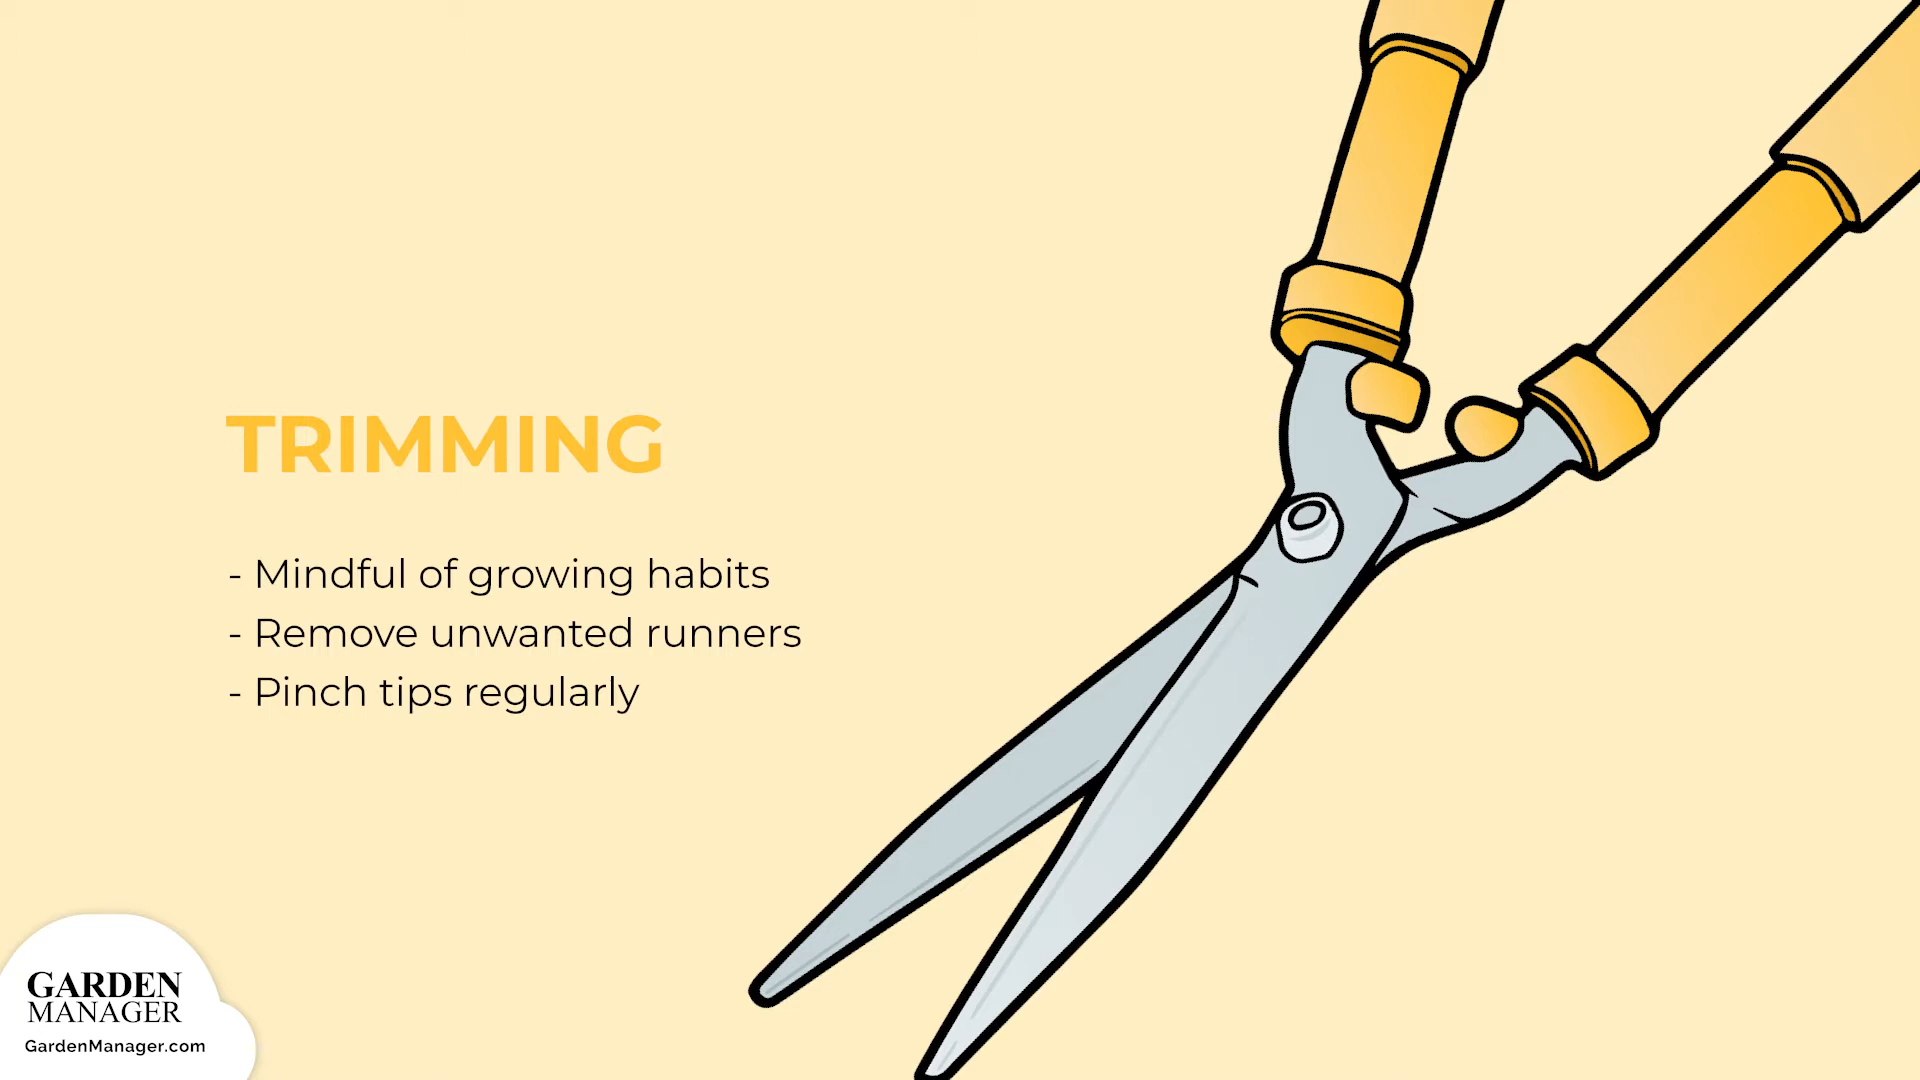 TRIMMING
- Mindful of growing habits
- Remove unwanted runners
- Pinch tips regularly
GARDEN
MANAGER
GardenManager.com